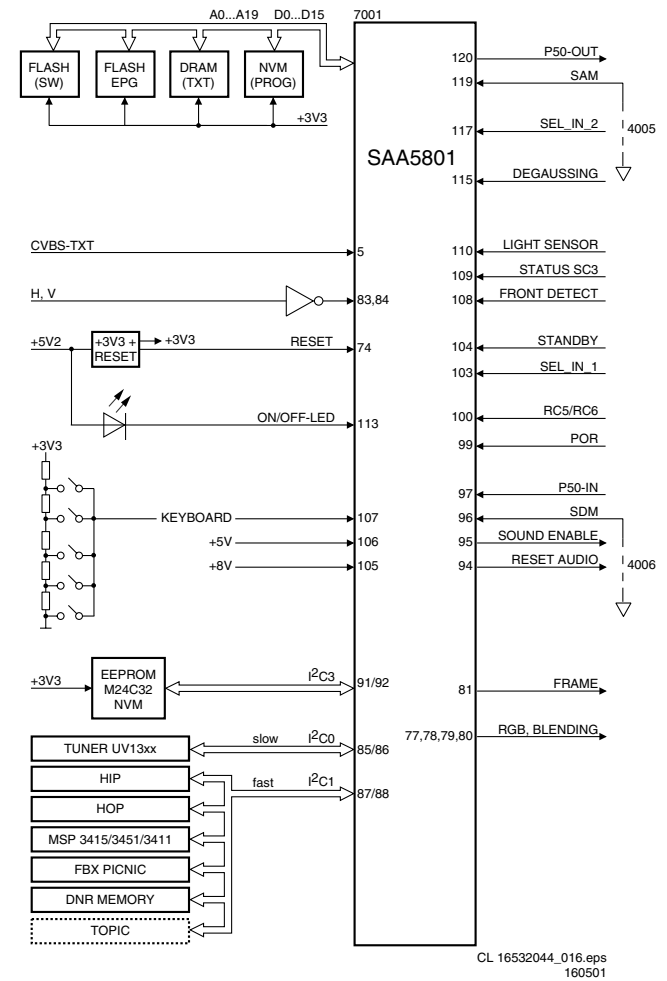 A0...A19 D0...D15 7001
FLASH
(SW)
FLASH
EPG
DRAM
(TXT)
NVM
(PROG)
+3V3
SAA5801
120 P50-OUT
119 SAM
117 SEL_IN_2
4005
115 DEGAUSSING
CVBS-TXT 5
110 LIGHT SENSOR
109 STATUS SC3
H, V 83,84
108 FRONT DETECT
+5V2
+3V3 +
RESET
+3V3
RESET 74
104 STANDBY
103 SEL_IN_1
ON/OFF-LED 113
100 RC5/RC6
99 POR
+3V3
97 P50-IN
KEYBOARD 107
96 SDM
+5V 106
95 SOUND ENABLE
+8V 105
94 RESET AUDIO
4006
+3V3
EEPROM
M24C32
NVM
I²C3 91/92
81 FRAME
77,78,79,80 RGB, BLENDING
TUNER UV13xx
slow I²C0
85/86
HIP
fast I²C1
87/88
HOP
MSP 3415/3451/3411
FBX PICNIC
DNR MEMORY
TOPIC
CL 16532044_016.eps
160501